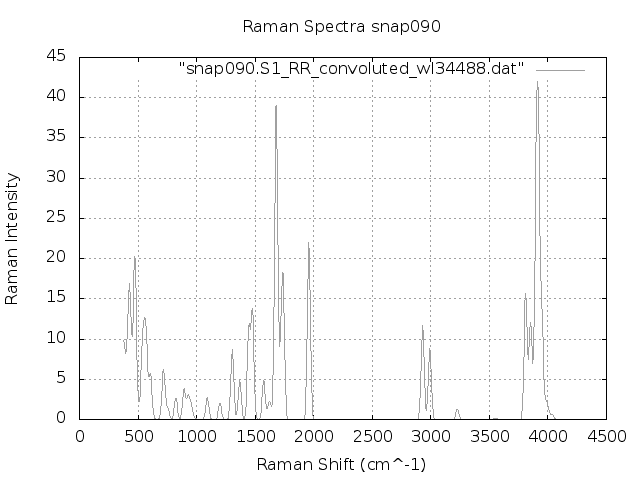 Raman Spectra snap090
"snap090.S1_RR_convoluted_wl34488.dat"
Raman Intensity
45
40
35
30
25
20
15
10
5
0
0 500 1000 1500 2000 2500 3000 3500 4000 4500
Raman Shift (cm^-1)